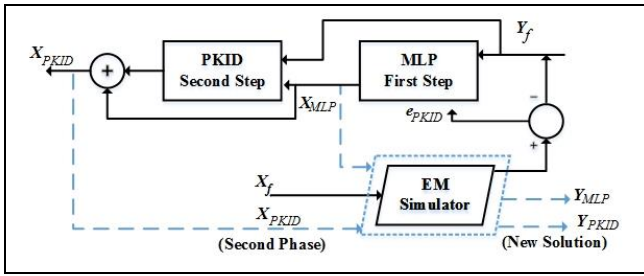 X_PKID
PKID
Second Step
MLP
First Step
Y_f
X_MLP
e_PKID
+
−
+
X_f
EM
Simulator
X_PKID
Y_MLP
Y_PKID
(Second Phase)
(New Solution)